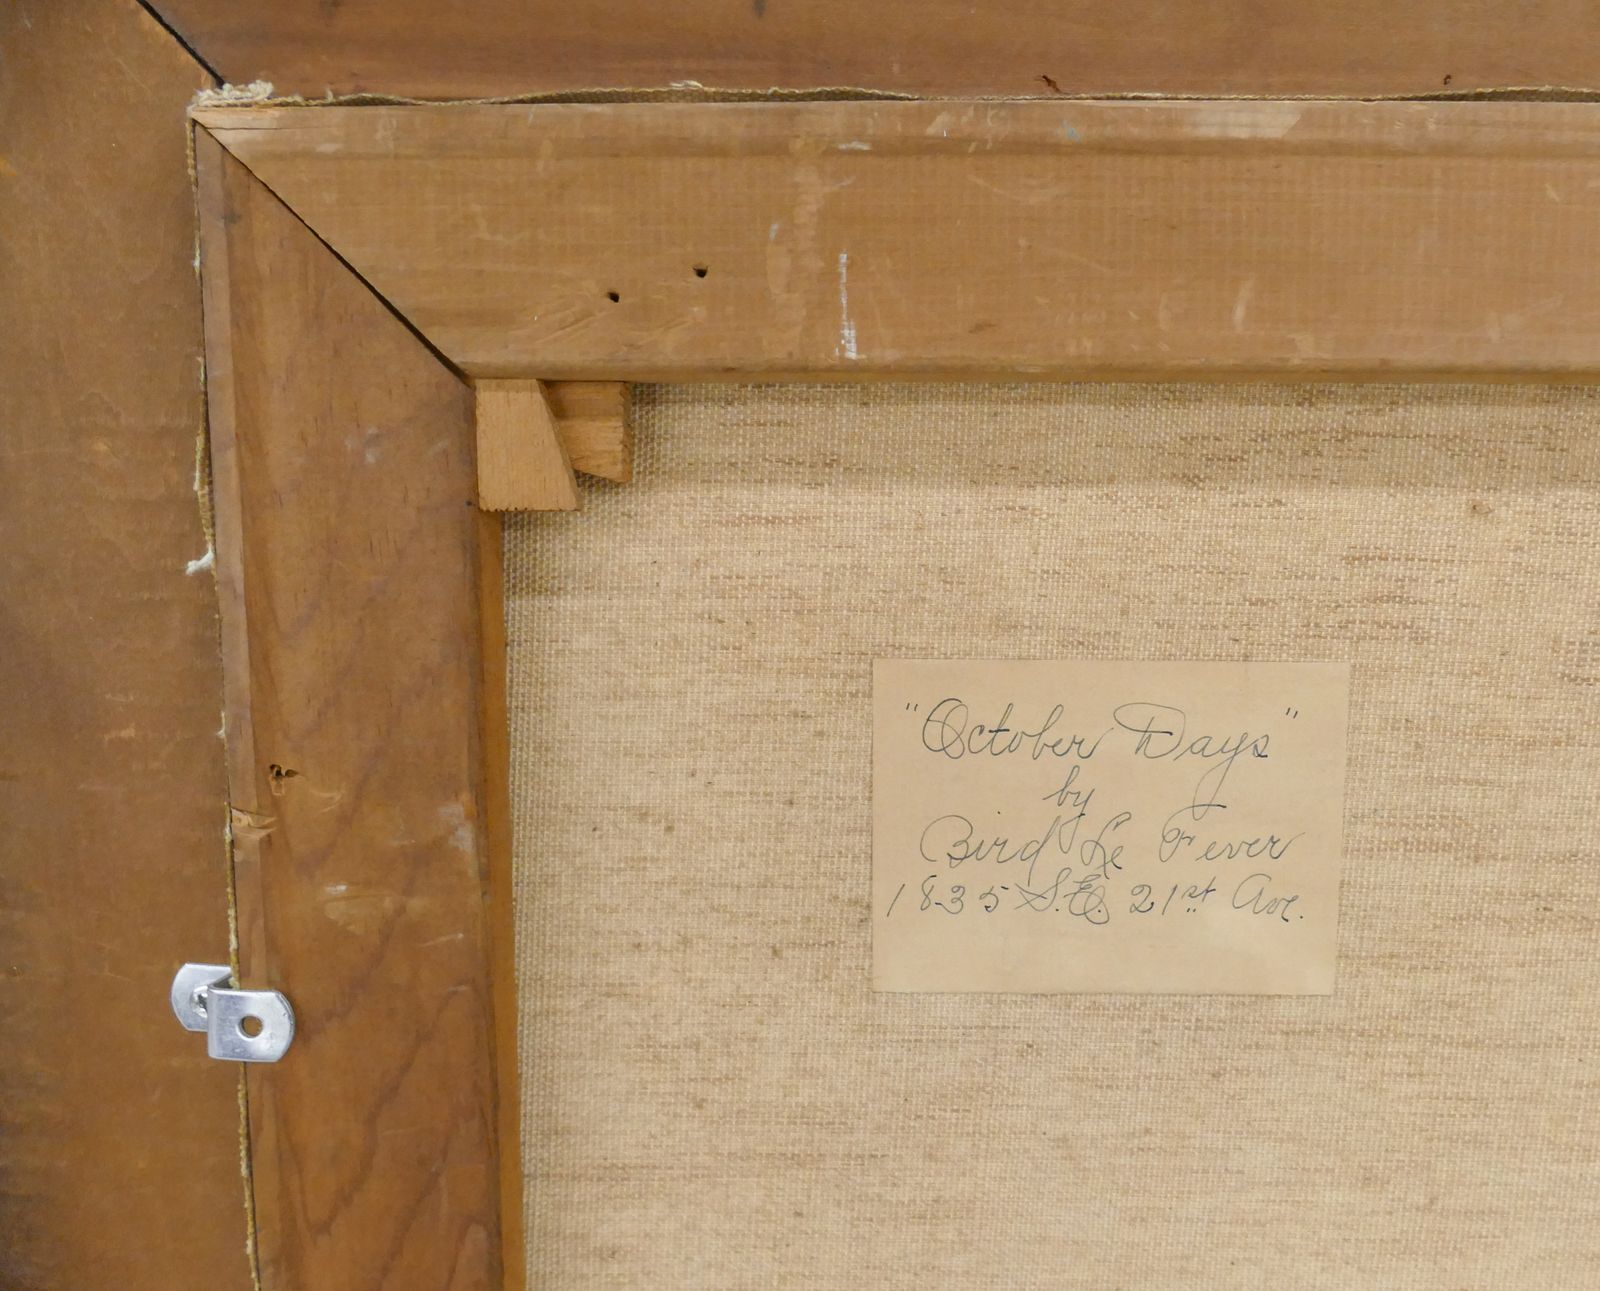 "October Days"
by
Bird Le Fever
1835 S.E. 21st Ave.